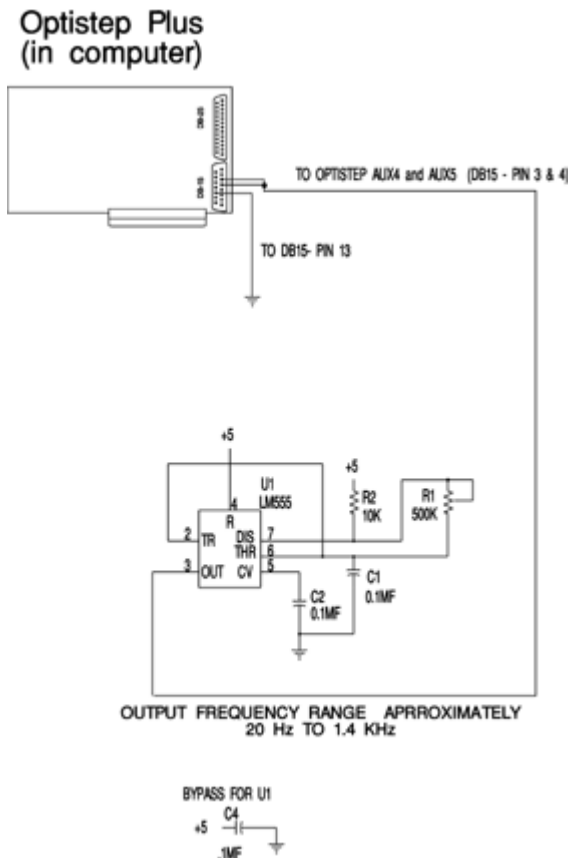 Optistep Plus
(in computer)
DB-25
DB-15
TO OPTISTEP AUX4 and AUX5 (DB15 - PIN 3 & 4)
TO DB15- PIN 13
+5
U1
LM555
+5
R2
10K
R1
500K
4
R
2
TR
DIS
7
THR
6
3
OUT
CV
5
C2
0.1MF
C1
0.1MF
OUTPUT FREQUENCY RANGE APRROXIMATELY
20 Hz TO 1.4 KHz
BYPASS FOR U1
C4
+5
.1MF